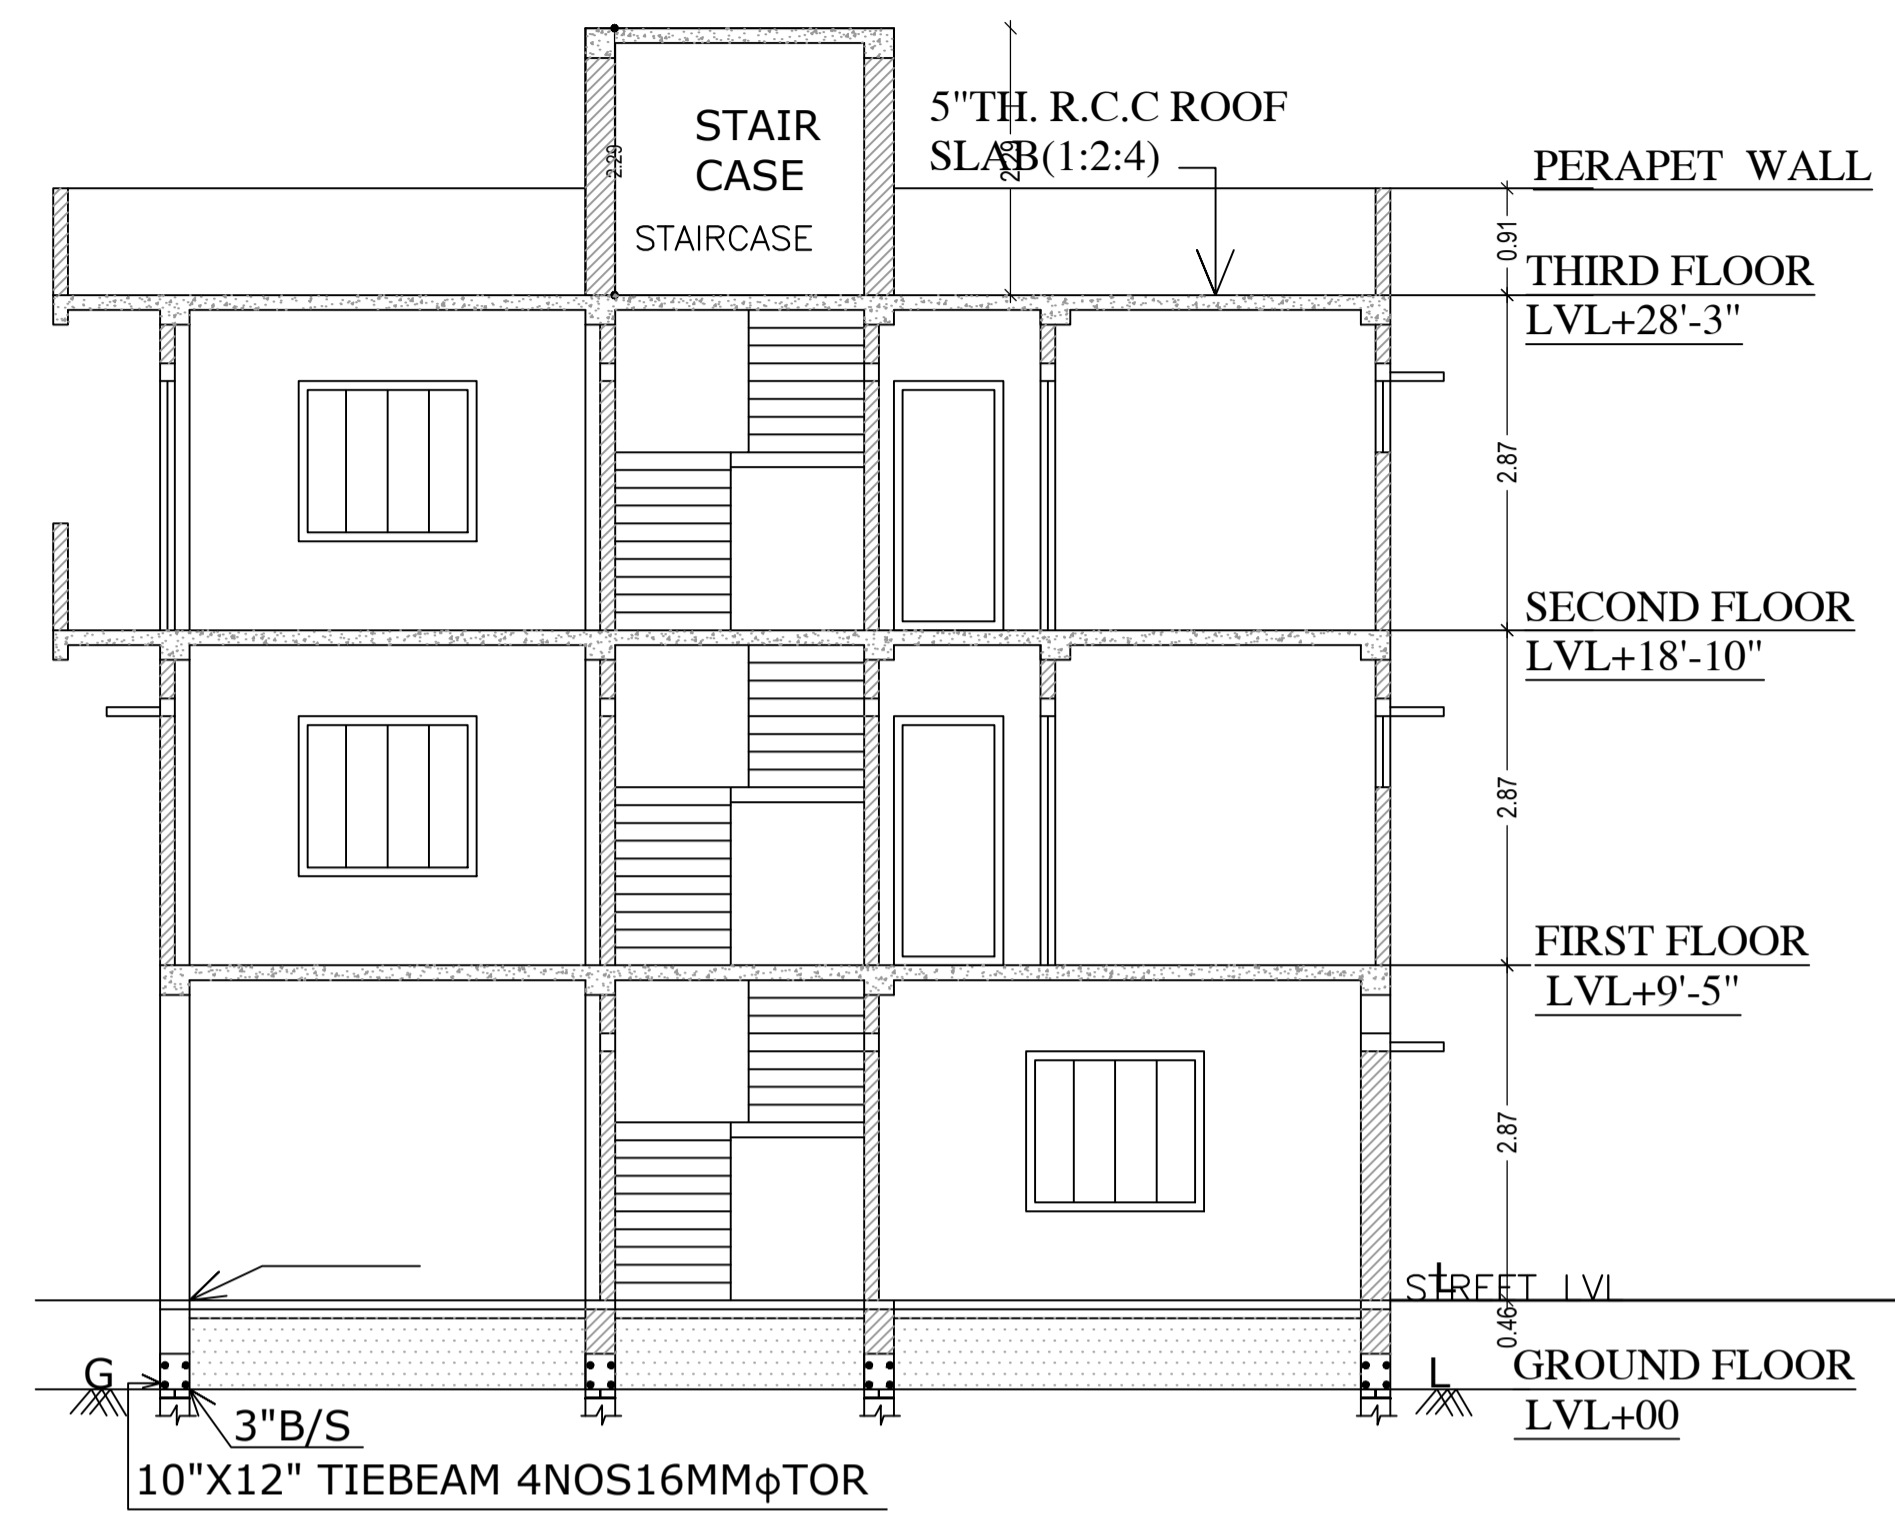 STAIR
CASE
STAIRCASE
2.29
5"TH. R.C.C ROOF
SLAB(1:2:4)
2.29
PERAPET WALL
0.91
THIRD FLOOR
LVL+28'-3"
2.87
SECOND FLOOR
LVL+18'-10"
2.87
FIRST FLOOR
LVL+9'-5"
2.87
L
STREET LVL
0.46
G
L
GROUND FLOOR
LVL+00
3"B/S
10"X12" TIEBEAM 4NOS16MMϕTOR